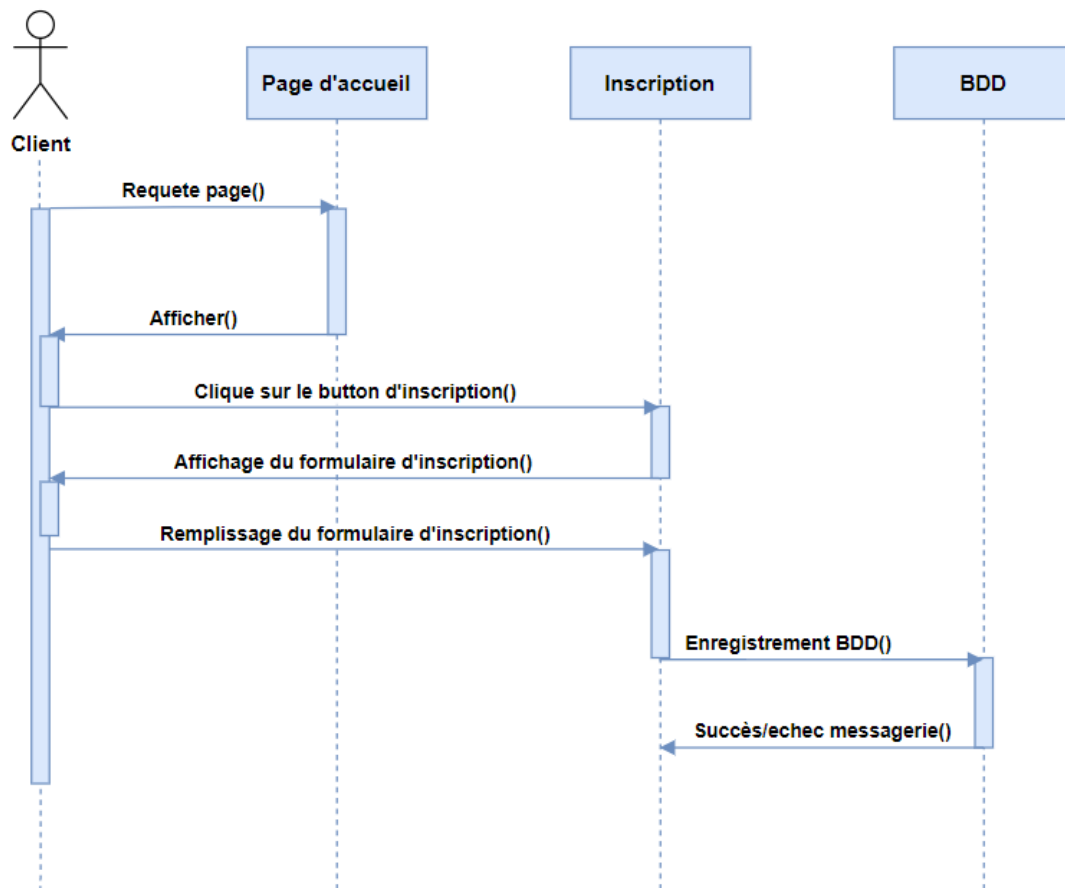 Page d'accueil
Inscription
BDD
Client
Requete page()
Afficher()
Clique sur le button d'inscription()
Affichage du formulaire d'inscription()
Remplissage du formulaire d'inscription()
Enregistrement BDD()
Succès/echec messagerie()